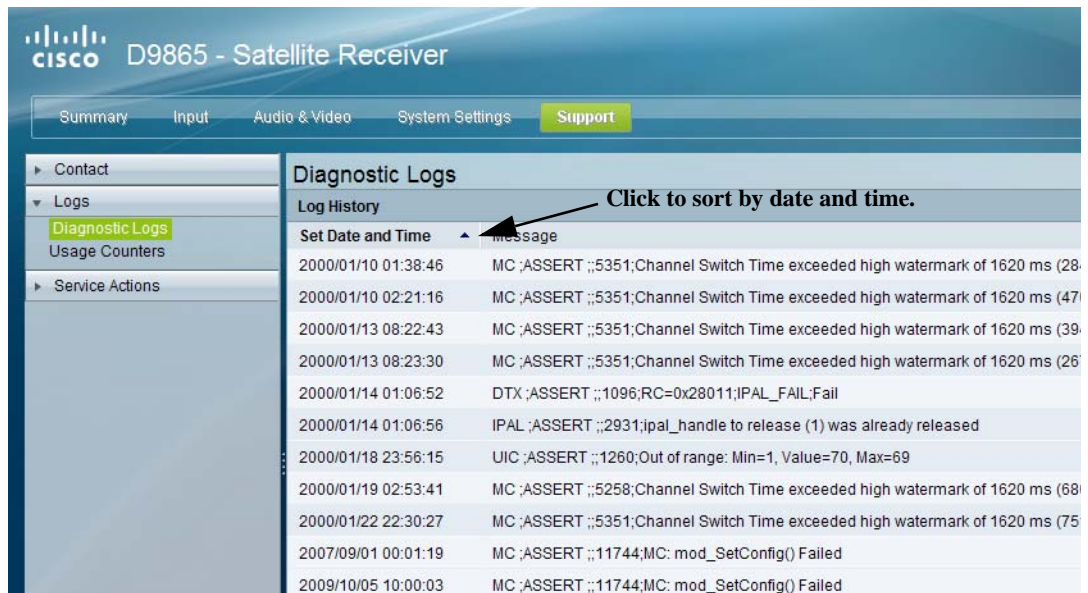 cisco D9865 - Satellite Receiver
Summary Input Audio & Video System Settings Support
Contact
Logs
Diagnostic Logs
Usage Counters
Service Actions
Diagnostic Logs
Log History
Click to sort by date and time.
Set Date and Time Message
2000/01/10 01:38:46 MC ;ASSERT ;;5351;Channel Switch Time exceeded high watermark of 1620 ms (284
2000/01/10 02:21:16 MC ;ASSERT ;;5351;Channel Switch Time exceeded high watermark of 1620 ms (470
2000/01/13 08:22:43 MC ;ASSERT ;;5351;Channel Switch Time exceeded high watermark of 1620 ms (394
2000/01/13 08:23:30 MC ;ASSERT ;;5351;Channel Switch Time exceeded high watermark of 1620 ms (267
2000/01/14 01:06:52 DTX ;ASSERT ;;1096;RC=0x28011;IPAL_FAIL;Fail
2000/01/14 01:06:56 IPAL ;ASSERT ;;2931;ipal_handle to release (1) was already released
2000/01/18 23:56:15 UIC ;ASSERT ;;1260;Out of range: Min=1, Value=70, Max=69
2000/01/19 02:53:41 MC ;ASSERT ;;5258;Channel Switch Time exceeded high watermark of 1620 ms (680
2000/01/22 22:30:27 MC ;ASSERT ;;5351;Channel Switch Time exceeded high watermark of 1620 ms (75
2007/09/01 00:01:19 MC ;ASSERT ;;11744;MC: mod_SetConfig() Failed
2009/10/05 10:00:03 MC ;ASSERT ;;11744;MC: mod_SetConfig() Failed